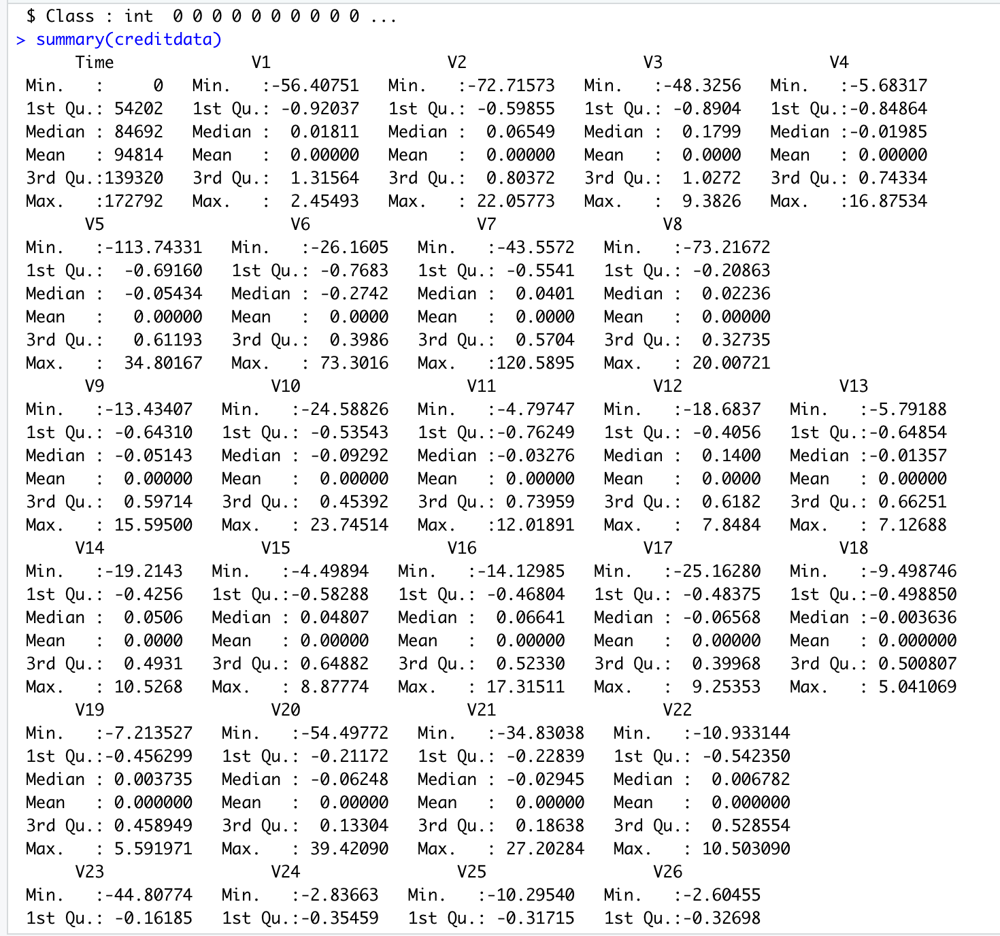 $ Class : int  0 0 0 0 0 0 0 0 0 0 ...
> summary(creditdata)
      Time              V1                  V2                  V3                 V4
 Min.   :     0   Min.   :-56.40751   Min.   :-72.71573   Min.   :-48.3256   Min.   :-5.68317
 1st Qu.: 54202   1st Qu.: -0.92037   1st Qu.: -0.59855   1st Qu.: -0.8904   1st Qu.:-0.84864
 Median : 84692   Median :  0.01811   Median :  0.06549   Median :  0.1799   Median :-0.01985
 Mean   : 94814   Mean   :  0.00000   Mean   :  0.00000   Mean   :  0.0000   Mean   : 0.00000
 3rd Qu.:139320   3rd Qu.:  1.31564   3rd Qu.:  0.80372   3rd Qu.:  1.0272   3rd Qu.: 0.74334
 Max.   :172792   Max.   :  2.45493   Max.   : 22.05773   Max.   :  9.3826   Max.   :16.87534
       V5                   V6                 V7                 V8
 Min.   :-113.74331   Min.   :-26.1605   Min.   :-43.5572   Min.   :-73.21672
 1st Qu.:  -0.69160   1st Qu.: -0.7683   1st Qu.: -0.5541   1st Qu.: -0.20863
 Median :  -0.05434   Median : -0.2742   Median :  0.0401   Median :  0.02236
 Mean   :   0.00000   Mean   :  0.0000   Mean   :  0.0000   Mean   :  0.00000
 3rd Qu.:   0.61193   3rd Qu.:  0.3986   3rd Qu.:  0.5704   3rd Qu.:  0.32735
 Max.   :  34.80167   Max.   : 73.3016   Max.   :120.5895   Max.   : 20.00721
       V9                 V10                 V11                V12                V13
 Min.   :-13.43407   Min.   :-24.58826   Min.   :-4.79747   Min.   :-18.6837   Min.   :-5.79188
 1st Qu.: -0.64310   1st Qu.: -0.53543   1st Qu.:-0.76249   1st Qu.: -0.4056   1st Qu.:-0.64854
 Median : -0.05143   Median : -0.09292   Median :-0.03276   Median :  0.1400   Median :-0.01357
 Mean   :  0.00000   Mean   :  0.00000   Mean   : 0.00000   Mean   :  0.0000   Mean   : 0.00000
 3rd Qu.:  0.59714   3rd Qu.:  0.45392   3rd Qu.: 0.73959   3rd Qu.:  0.6182   3rd Qu.: 0.66251
 Max.   : 15.59500   Max.   : 23.74514   Max.   :12.01891   Max.   :  7.8484   Max.   : 7.12688
      V14                V15                V16                V17                 V18
 Min.   :-19.2143   Min.   :-4.49894   Min.   :-14.12985   Min.   :-25.16280   Min.   :-9.498746
 1st Qu.: -0.4256   1st Qu.:-0.58288   1st Qu.: -0.46804   1st Qu.: -0.48375   1st Qu.:-0.498850
 Median :  0.0506   Median : 0.04807   Median :  0.06641   Median : -0.06568   Median :-0.003636
 Mean   :  0.0000   Mean   : 0.00000   Mean   :  0.00000   Mean   :  0.00000   Mean   : 0.000000
 3rd Qu.:  0.4931   3rd Qu.: 0.64882   3rd Qu.:  0.52330   3rd Qu.:  0.39968   3rd Qu.: 0.500807
 Max.   : 10.5268   Max.   : 8.87774   Max.   : 17.31511   Max.   :  9.25353   Max.   : 5.041069
      V19                 V20                 V21                 V22
 Min.   :-7.213527   Min.   :-54.49772   Min.   :-34.83038   Min.   :-10.933144
 1st Qu.:-0.456299   1st Qu.: -0.21172   1st Qu.: -0.22839   1st Qu.: -0.542350
 Median : 0.003735   Median : -0.06248   Median : -0.02945   Median :  0.006782
 Mean   : 0.000000   Mean   :  0.00000   Mean   :  0.00000   Mean   :  0.000000
 3rd Qu.: 0.458949   3rd Qu.:  0.13304   3rd Qu.:  0.18638   3rd Qu.:  0.528554
 Max.   : 5.591971   Max.   : 39.42090   Max.   : 27.20284   Max.   : 10.503090
      V23                 V24                V25                 V26
 Min.   :-44.80774   Min.   :-2.83663   Min.   :-10.29540   Min.   :-2.60455
 1st Qu.: -0.16185   1st Qu.:-0.35459   1st Qu.: -0.31715   1st Qu.:-0.32698